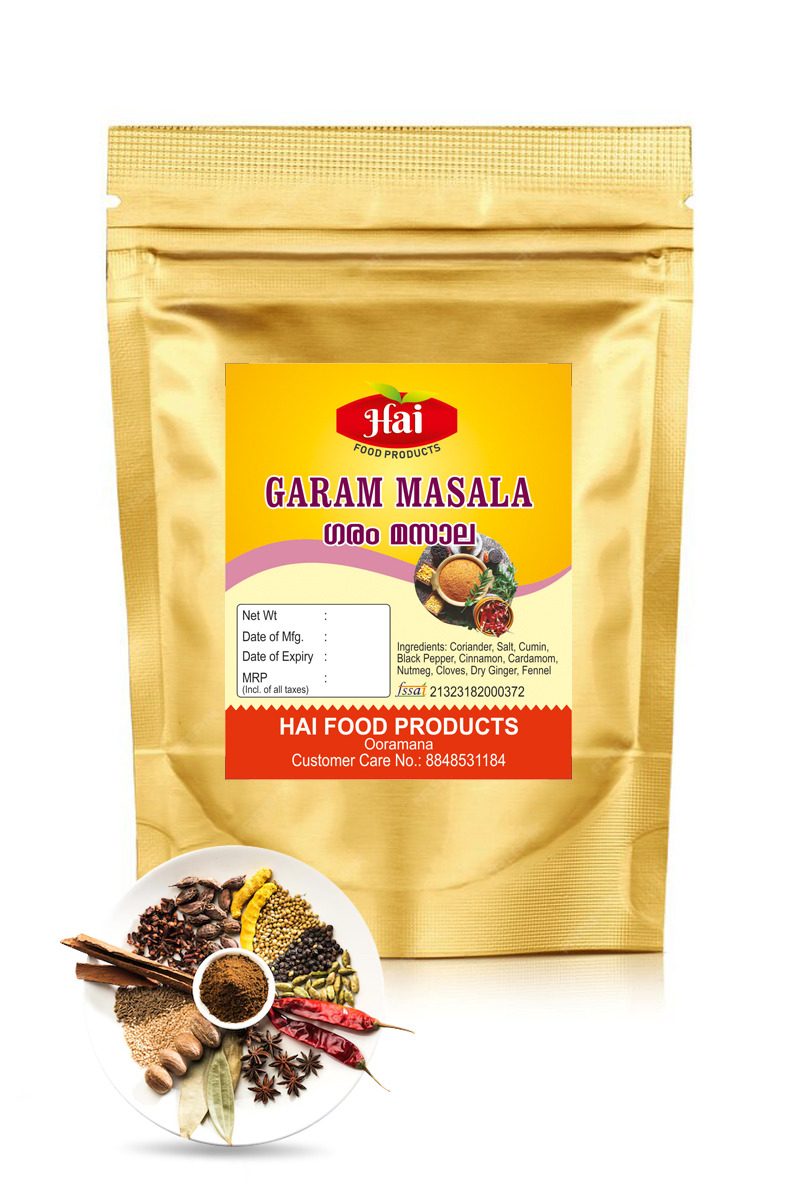 Hai
FOOD PRODUCTS
GARAM MASALA
ഗരം മസാല
Net Wt :
Date of Mfg. :
Date of Expiry :
MRP :
(Incl. of all taxes)
Ingredients: Coriander, Salt, Cumin,
Black Pepper, Cinnamon, Cardamom,
Nutmeg, Cloves, Dry Ginger, Fennel
fssai 21323182000372
HAI FOOD PRODUCTS
Ooramana
Customer Care No.: 8848531184